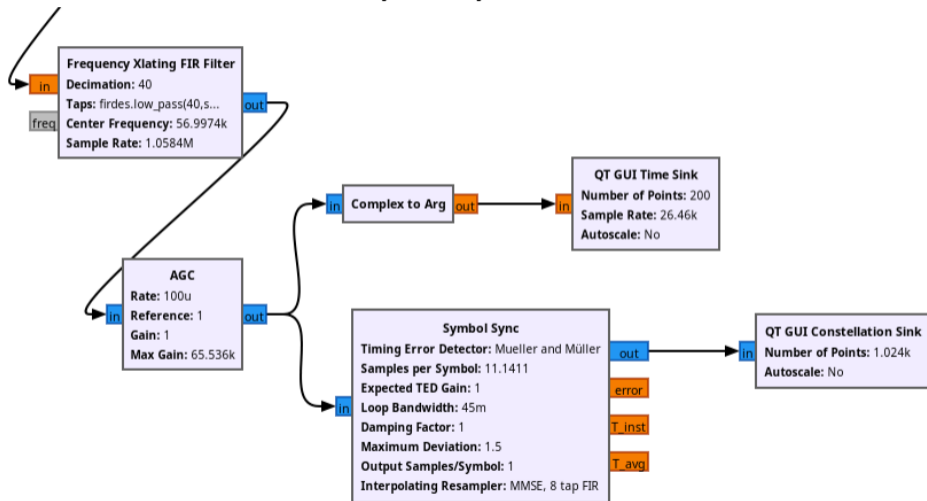 Frequency Xlating FIR Filter
Decimation: 40
Taps: firdes.low_pass(40,s...
Center Frequency: 56.9974k
Sample Rate: 1.0584M
in
freq
out
Complex to Arg
in
out
QT GUI Time Sink
Number of Points: 200
Sample Rate: 26.46k
Autoscale: No
in
AGC
Rate: 100u
Reference: 1
Gain: 1
Max Gain: 65.536k
in
out
Symbol Sync
Timing Error Detector: Mueller and Müller
Samples per Symbol: 11.1411
Expected TED Gain: 1
Loop Bandwidth: 45m
Damping Factor: 1
Maximum Deviation: 1.5
Output Samples/Symbol: 1
Interpolating Resampler: MMSE, 8 tap FIR
in
out
error
T_inst
T_avg
QT GUI Constellation Sink
Number of Points: 1.024k
Autoscale: No
in